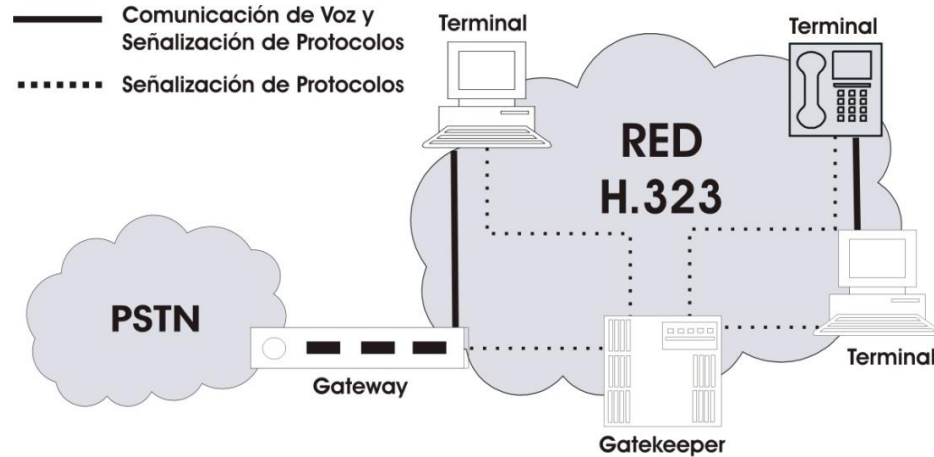 Comunicación de Voz y
Señalización de Protocolos
Señalización de Protocolos
Terminal
Terminal
RED
H.323
PSTN
Gateway
Terminal
Gatekeeper